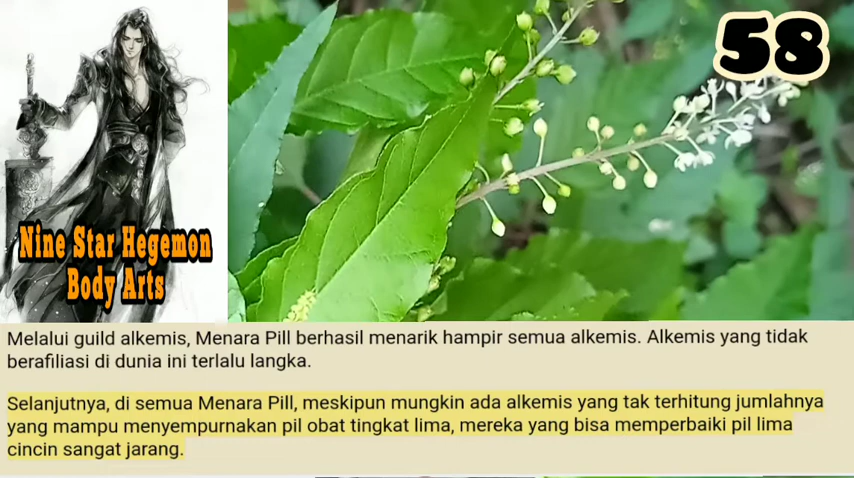 58
Nine Star Hegemon
Body Arts
Melalui guild alkemis, Menara Pill berhasil menarik hampir semua alkemis. Alkemis yang tidak
berafiliasi di dunia ini terlalu langka.
Selanjutnya, di semua Menara Pill, meskipun mungkin ada alkemis yang tak terhitung jumlahnya
yang mampu menyempurnakan pil obat tingkat lima, mereka yang bisa memperbaiki pil lima
cincin sangat jarang.